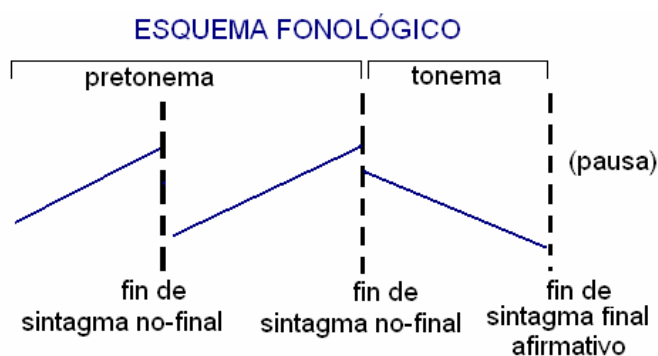 ESQUEMA FONOLÓGICO
pretonema
tonema
(pausa)
fin de
sintagma no-final
fin de
sintagma no-final
fin de
sintagma final
afirmativo